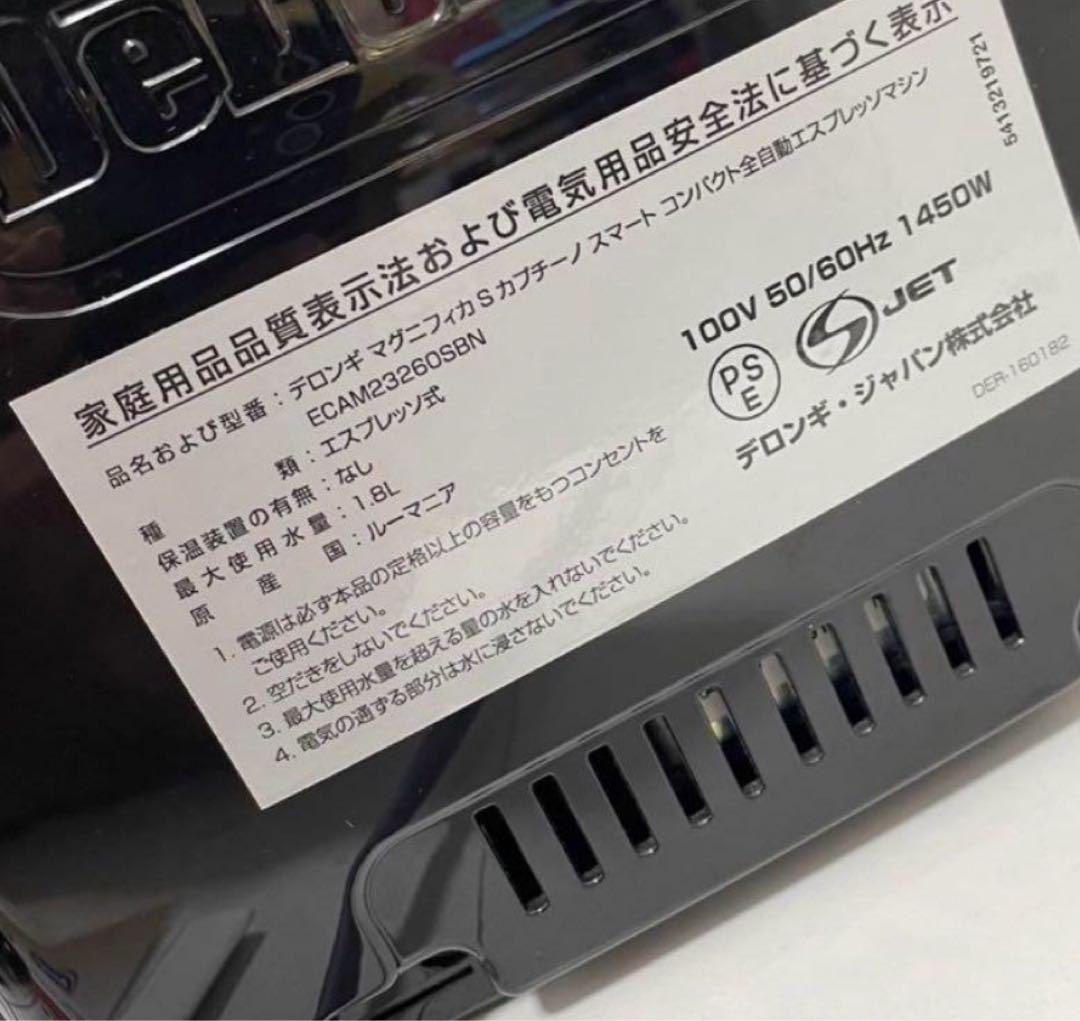 家庭用品品質表示法および電気用品安全法に基づく表示
品名および型番:デロンギ マグニフィカS カプチーノ スマート コンパクト全自動エスプレッソマシン
ECAM23260SBN
種 類:エスプレッソ式
保温装置の有無:なし
最大使用水量:1.8L
原 産 国:ルーマニア
1. 電源は必ず本品の定格以上の容量をもつコンセントを
ご使用ください。
2. 空だきをしないでください。
3. 最大使用水量を超える量の水を入れないでください。
4. 電気の通ずる部分は水に浸さないでください。
100V 50/60Hz 1450W
PS
E
JET
デロンギ・ジャパン株式会社
DER-160182
5413219721